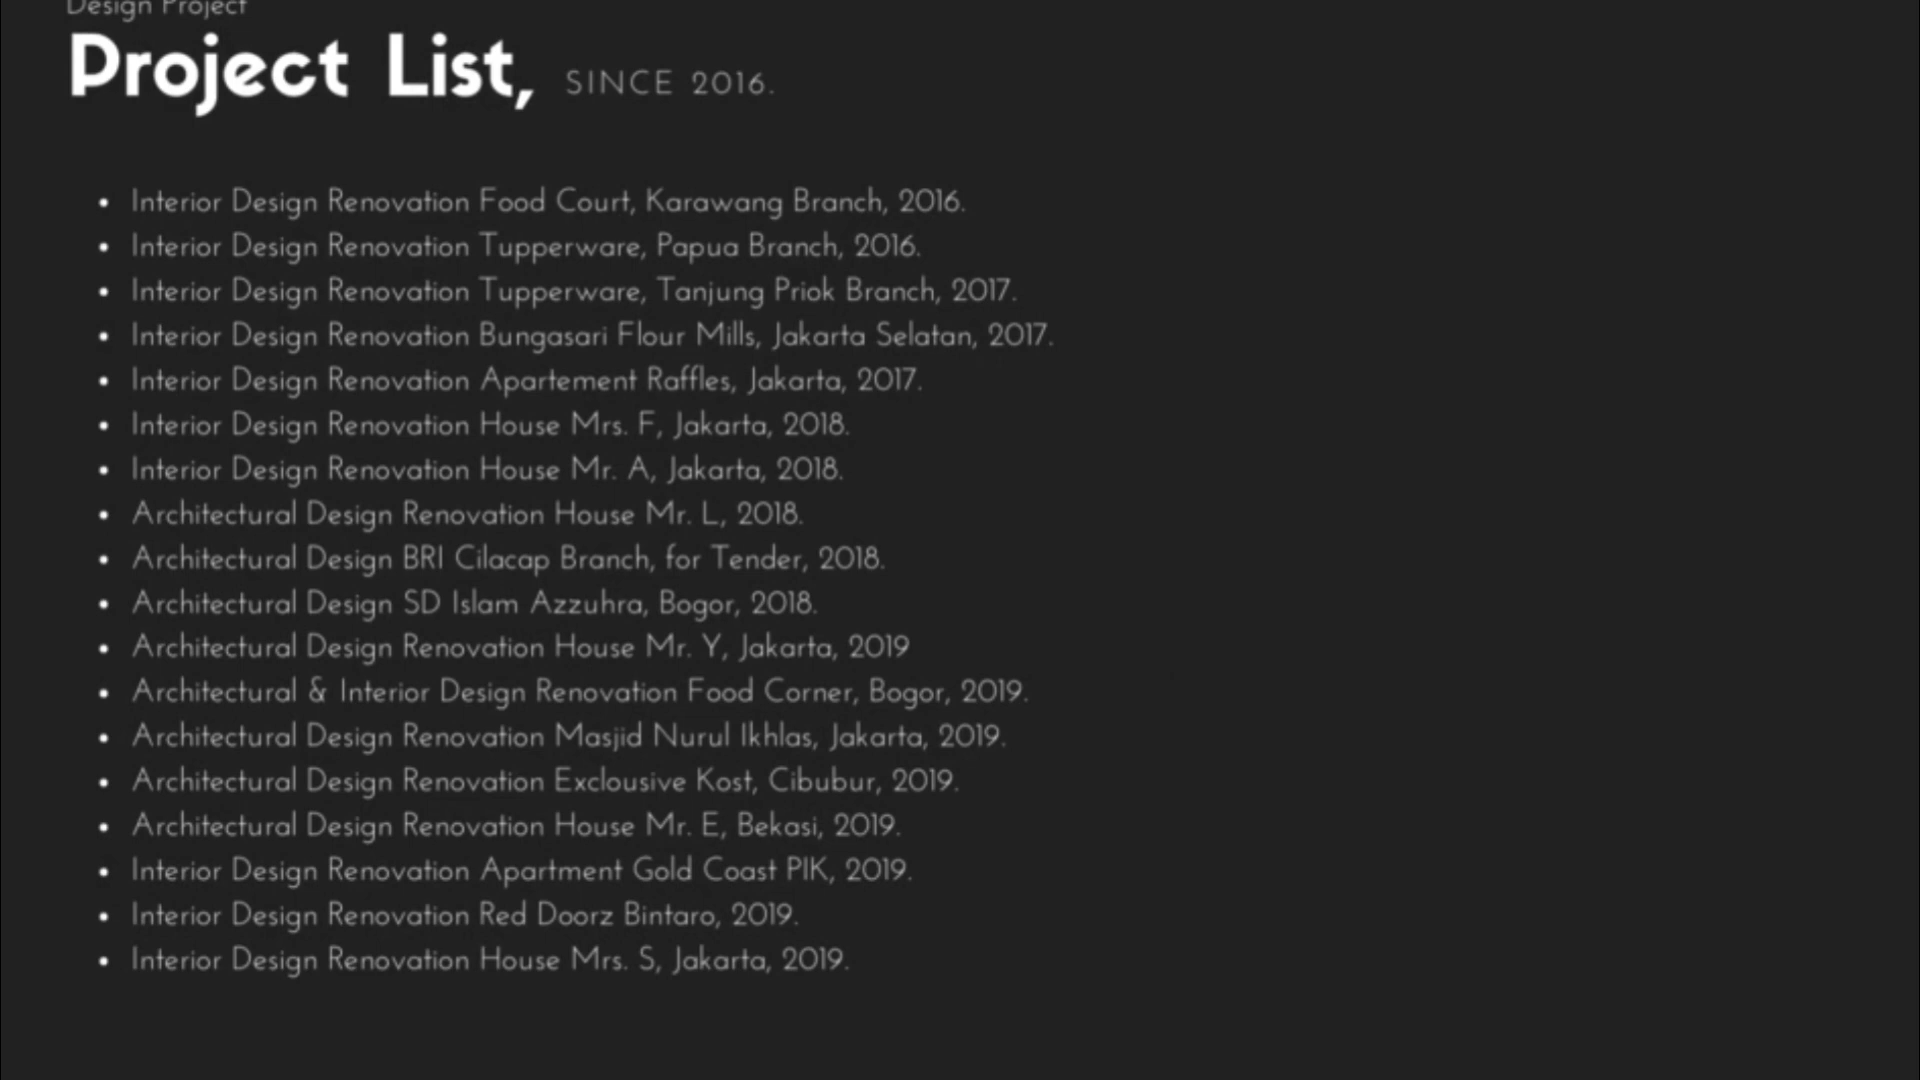 Design Project
Project List, SINCE 2016.
• Interior Design Renovation Food Court, Karawang Branch, 2016.
• Interior Design Renovation Tupperware, Papua Branch, 2016.
• Interior Design Renovation Tupperware, Tanjung Priok Branch, 2017.
• Interior Design Renovation Bungasari Flour Mills, Jakarta Selatan, 2017.
• Interior Design Renovation Apartement Raffles, Jakarta, 2017.
• Interior Design Renovation House Mrs. F, Jakarta, 2018.
• Interior Design Renovation House Mr. A, Jakarta, 2018.
• Architectural Design Renovation House Mr. L, 2018.
• Architectural Design BRI Cilacap Branch, for Tender, 2018.
• Architectural Design SD Islam Azzuhra, Bogor, 2018.
• Architectural Design Renovation House Mr. Y, Jakarta, 2019
• Architectural & Interior Design Renovation Food Corner, Bogor, 2019.
• Architectural Design Renovation Masjid Nurul Ikhlas, Jakarta, 2019.
• Architectural Design Renovation Exclousive Kost, Cibubur, 2019.
• Architectural Design Renovation House Mr. E, Bekasi, 2019.
• Interior Design Renovation Apartment Gold Coast PIK, 2019.
• Interior Design Renovation Red Doorz Bintaro, 2019.
• Interior Design Renovation House Mrs. S, Jakarta, 2019.